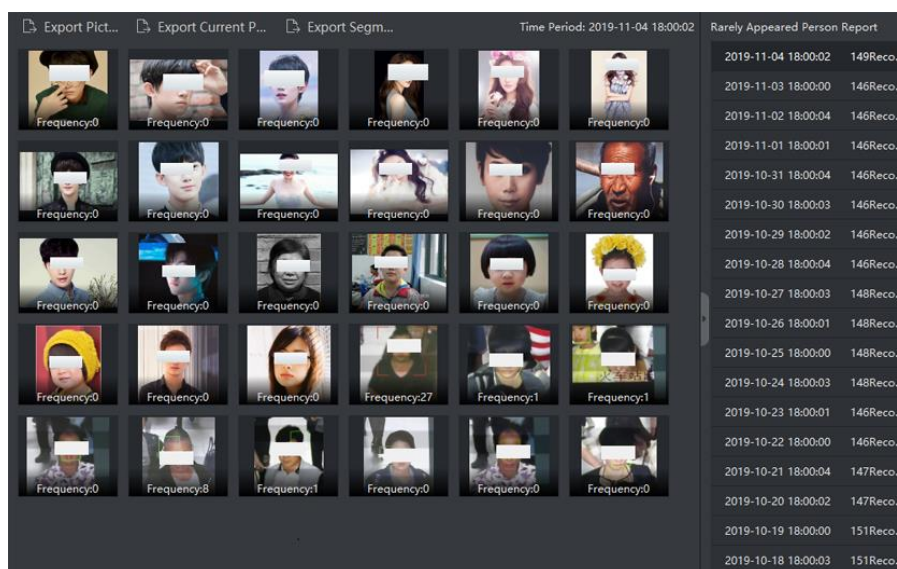 Export Pict... Export Current P... Export Segm... Time Period: 2019-11-04 18:00:02
Frequency:0 Frequency:0 Frequency:0 Frequency:0 Frequency:0 Frequency:0
Frequency:0 Frequency:0 Frequency:0 Frequency:0 Frequency:0 Frequency:0
Frequency:0 Frequency:0 Frequency:0 Frequency:0 Frequency:0 Frequency:0
Frequency:0 Frequency:0 Frequency:0 Frequency:27 Frequency:1 Frequency:1
Frequency:0 Frequency:8 Frequency:1 Frequency:0 Frequency:0 Frequency:0
Rarely Appeared Person Report
2019-11-04 18:00:02 149Reco.
2019-11-03 18:00:00 146Reco.
2019-11-02 18:00:04 146Reco.
2019-11-01 18:00:01 146Reco.
2019-10-31 18:00:04 146Reco.
2019-10-30 18:00:03 146Reco.
2019-10-29 18:00:02 146Reco.
2019-10-28 18:00:04 146Reco.
2019-10-27 18:00:03 148Reco.
2019-10-26 18:00:01 148Reco.
2019-10-25 18:00:00 148Reco.
2019-10-24 18:00:03 148Reco.
2019-10-23 18:00:01 146Reco.
2019-10-22 18:00:00 146Reco.
2019-10-21 18:00:04 147Reco.
2019-10-20 18:00:02 147Reco.
2019-10-19 18:00:00 151Reco.
2019-10-18 18:00:03 151Reco.